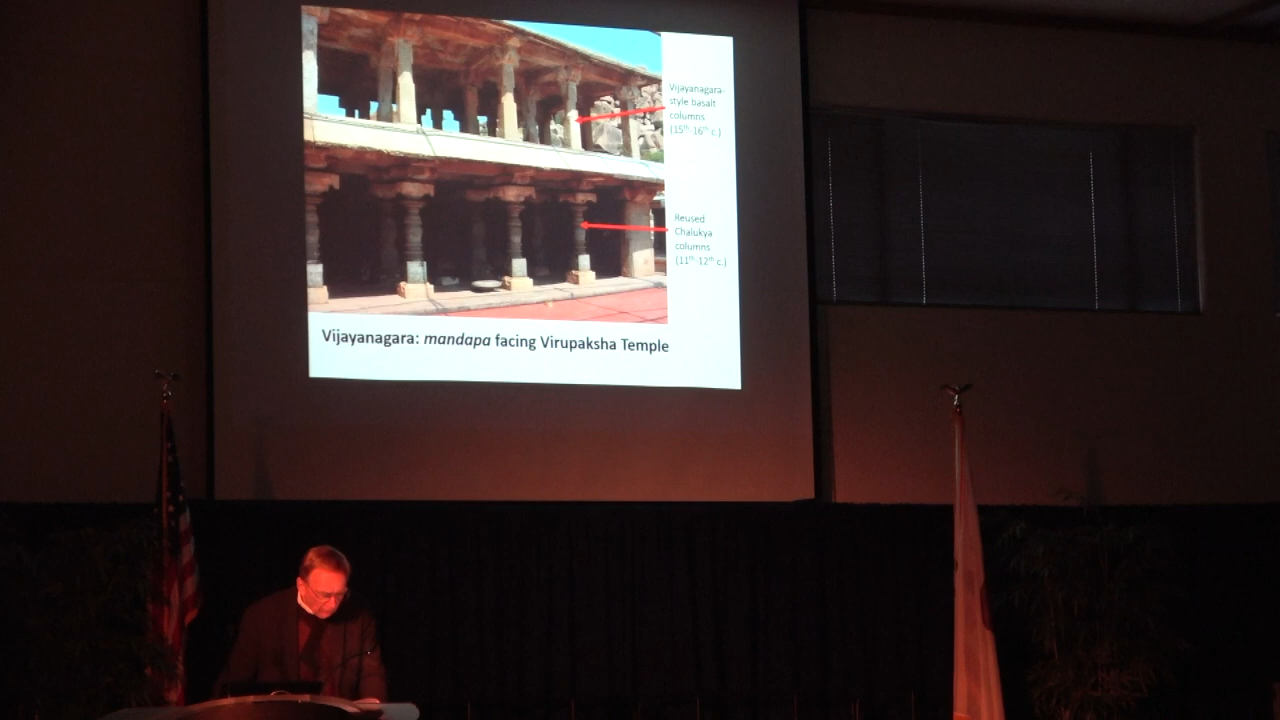 Vijayanagara-
style basalt
columns
(15th-16th c.)
Reused
Chalukya
columns
(11th-12th c.)
Vijayanagara: mandapa facing Virupaksha Temple